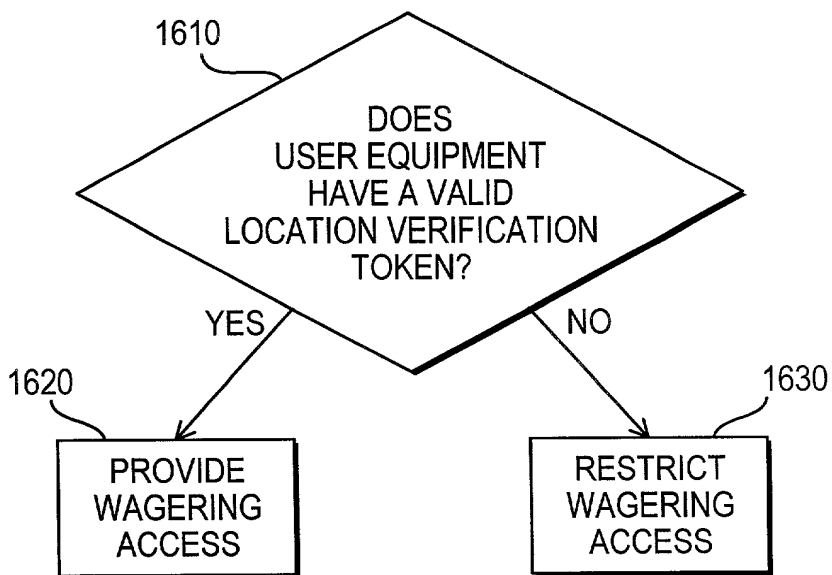 1610
DOES
USER EQUIPMENT
HAVE A VALID
LOCATION VERIFICATION
TOKEN?
YES
NO
1620
1630
PROVIDE
WAGERING
ACCESS
RESTRICT
WAGERING
ACCESS